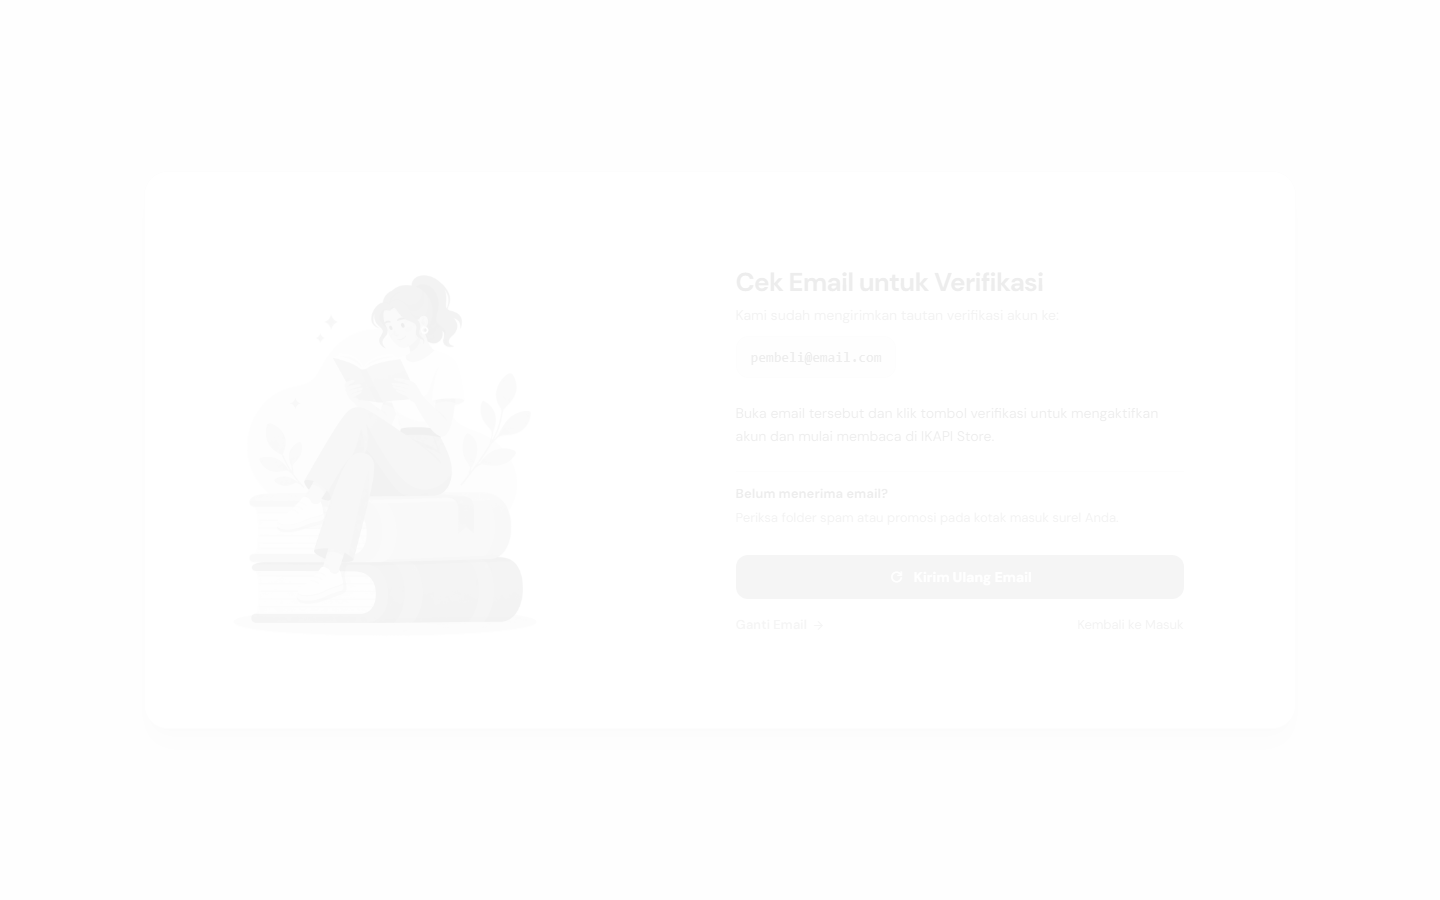 Cek Email untuk Verifikasi
Kami sudah mengirimkan tautan verifikasi akun ke:
pembeli@email.com
Buka email tersebut dan klik tombol verifikasi untuk mengaktifkan
akun dan mulai membaca di IKAPI Store.
Belum menerima email?
Periksa folder spam atau promosi pada kotak masuk surel Anda.
Kirim Ulang Email
Ganti Email →
Kembali ke Masuk